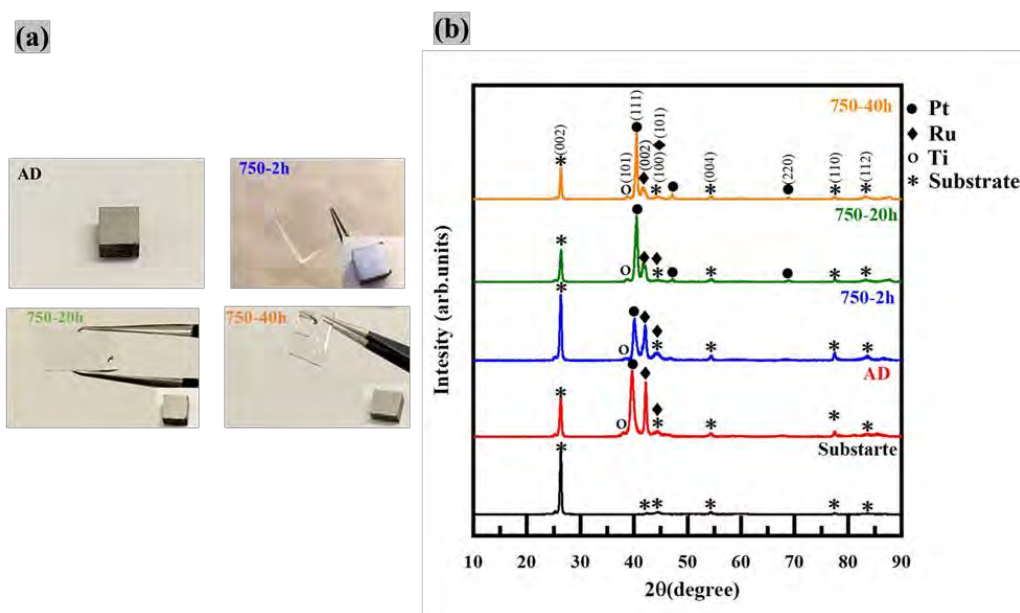 (a)
AD
750-2h
750-20h
750-40h
(b)
750-40h
(002)
(101)
(111)
(002)
(100)
(101)
(004)
(220)
(110)
(112)
● Pt
◆ Ru
○ Ti
* Substrate
750-20h
750-2h
AD
Substarte
Intesity (arb.units)
10 20 30 40 50 60 70 80 90
2θ(degree)